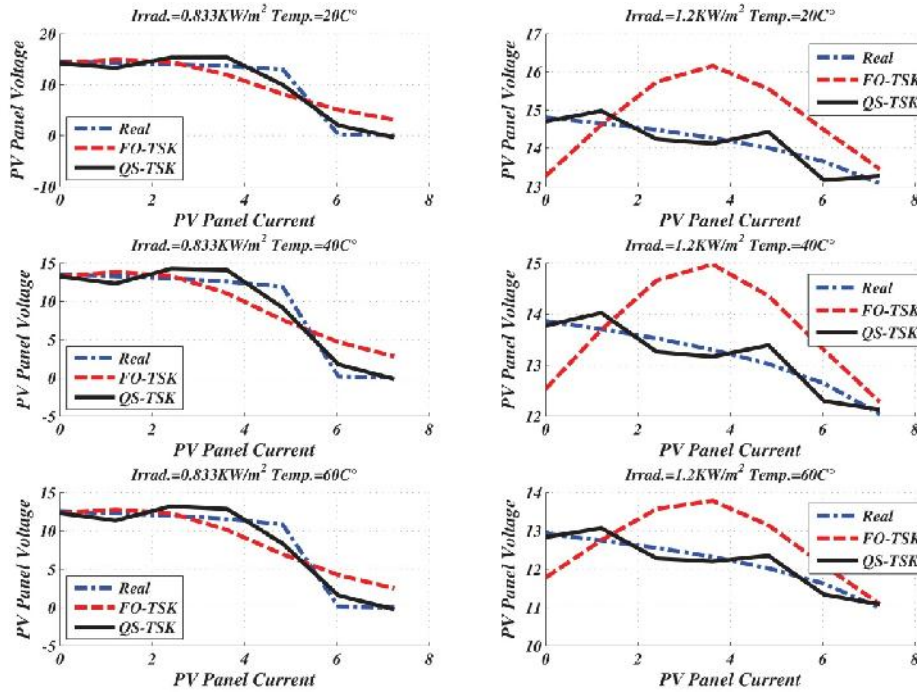 Irrad.=0.833KW/m² Temp.=20C°
PV Panel Voltage
20
10
0
-10
Real
FO-TSK
QS-TSK
0 2 4 6 8
PV Panel Current
Irrad.=1.2KW/m² Temp.=20C°
PV Panel Voltage
17
16
15
14
13
Real
FO-TSK
QS-TSK
0 2 4 6 8
PV Panel Current
Irrad.=0.833KW/m² Temp.=40C°
PV Panel Voltage
15
10
5
0
-5
Real
FO-TSK
QS-TSK
0 2 4 6 8
PV Panel Current
Irrad.=1.2KW/m² Temp.=40C°
PV Panel Voltage
15
14
13
12
Real
FO-TSK
QS-TSK
0 2 4 6 8
PV Panel Current
Irrad.=0.833KW/m² Temp.=60C°
PV Panel Voltage
15
10
5
0
-5
Real
FO-TSK
QS-TSK
0 2 4 6 8
Irrad.=1.2KW/m² Temp.=60C°
PV Panel Voltage
14
13
12
11
10
Real
FO-TSK
QS-TSK
0 2 4 6 8